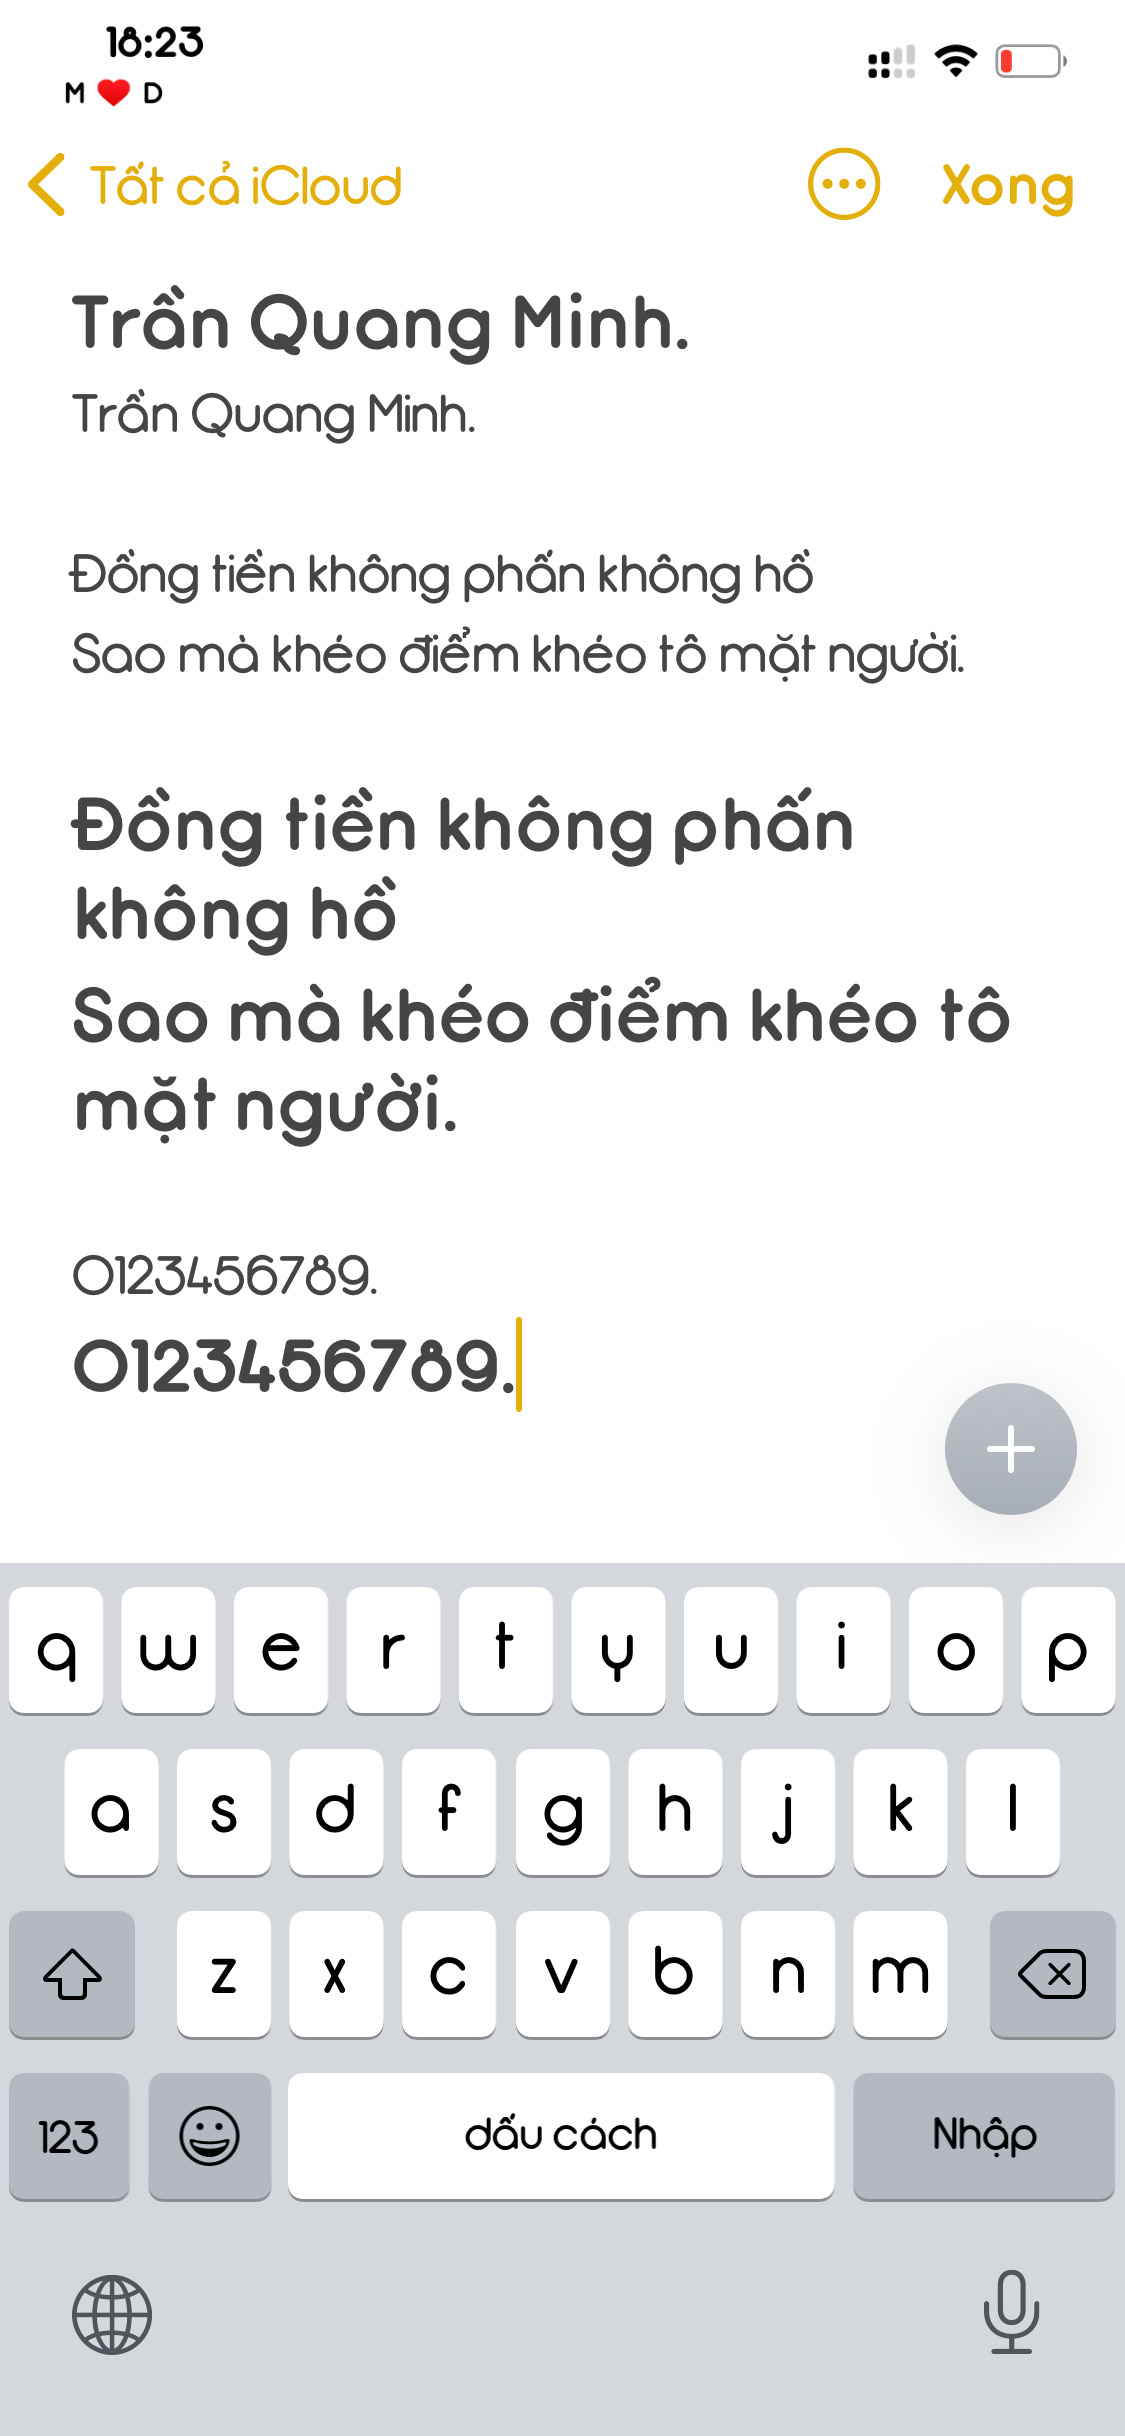 18:23
M ❤️ D
Tất cả iCloud
Xong
Trần Quang Minh.
Trần Quang Minh.
Đồng tiền không phấn không hồ
Sao mà khéo điểm khéo tô mặt người.
Đồng tiền không phấn
không hồ
Sao mà khéo điểm khéo tô
mặt người.
0123456789.
0123456789.
q w e r t y u i o p
a s d f g h j k l
z x c v b n m
123 dấu cách Nhập